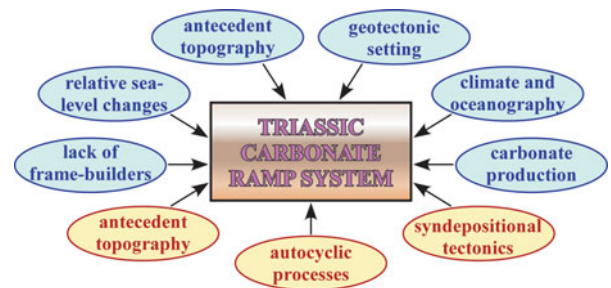 antecedent
topography
geotectonic
setting
relative sea-
level changes
climate and
oceanography
TRIASSIC
CARBONATE
RAMP SYSTEM
lack of
frame-builders
carbonate
production
antecedent
topography
autocyclic
processes
syndepositional
tectonics